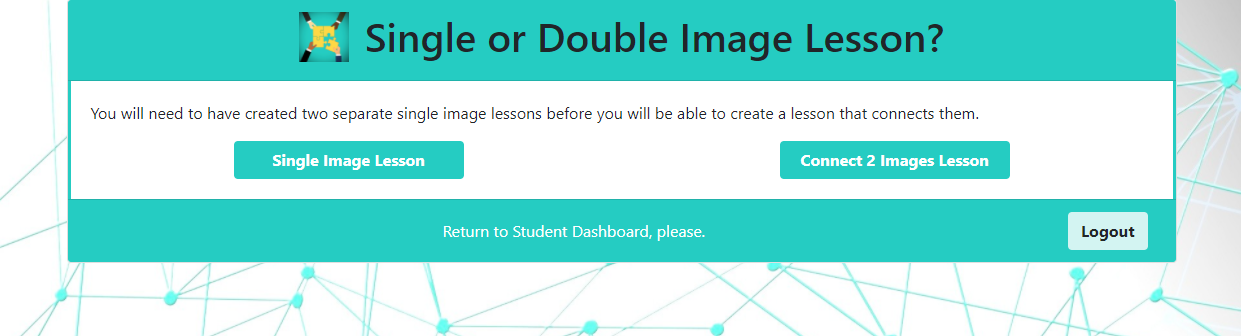 Single or Double Image Lesson?
You will need to have created two separate single image lessons before you will be able to create a lesson that connects them.
Single Image Lesson
Connect 2 Images Lesson
Return to Student Dashboard, please.
Logout